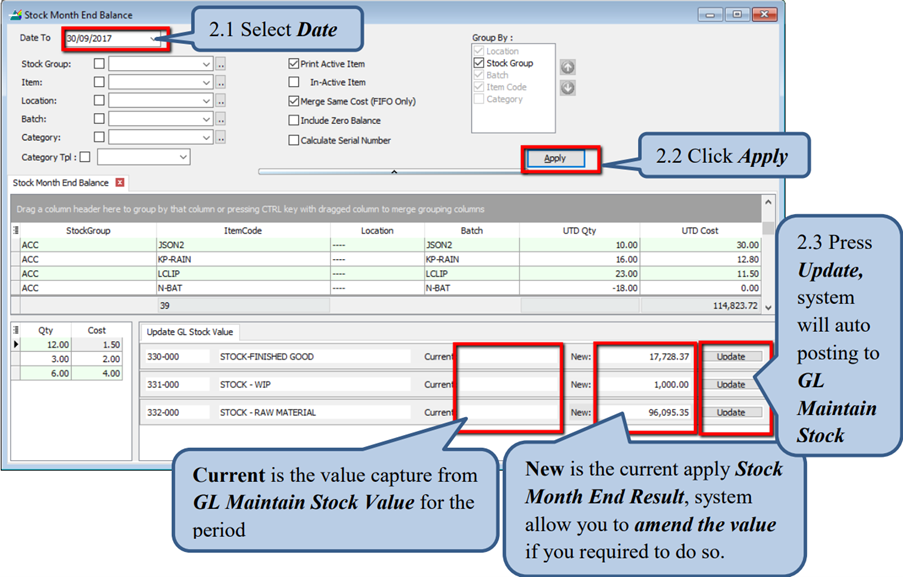 Stock Month End Balance
Date To 30/09/2017
2.1 Select Date
Stock Group: ..
Item: ..
Location: ..
Batch: ..
Category: ..
Category Tpl :
Print Active Item
In-Active Item
Merge Same Cost (FIFO Only)
Include Zero Balance
Calculate Serial Number
Group By :
Location
Stock Group
Batch
Item Code
Category
Apply
2.2 Click Apply
Stock Month End Balance
Drag a column header here to group by that column or pressing CTRL key with dragged column to merge grouping columns
StockGroup ItemCode Location Batch UTD Qty UTD Cost
ACC JSON2 ---- JSON2 10.00 30.00
ACC KP-RAIN ---- KP-RAIN 16.00 12.80
ACC LCLIP ---- LCLIP 23.00 11.50
ACC N-BAT ---- N-BAT -18.00 0.00
39 114,823.72
2.3 Press
Update,
system
will auto
posting to
GL
Maintain
Stock
Qty Cost
12.00 1.50
3.00 2.00
6.00 4.00
Update GL Stock Value
330-000 STOCK-FINISHED GOOD Current New: 17,728.37 Update
331-000 STOCK - WIP Current New: 1,000.00 Update
332-000 STOCK - RAW MATERIAL Current New: 96,095.35 Update
Current is the value capture from
GL Maintain Stock Value for the
period
New is the current apply Stock
Month End Result, system
allow you to amend the value
if you required to do so.